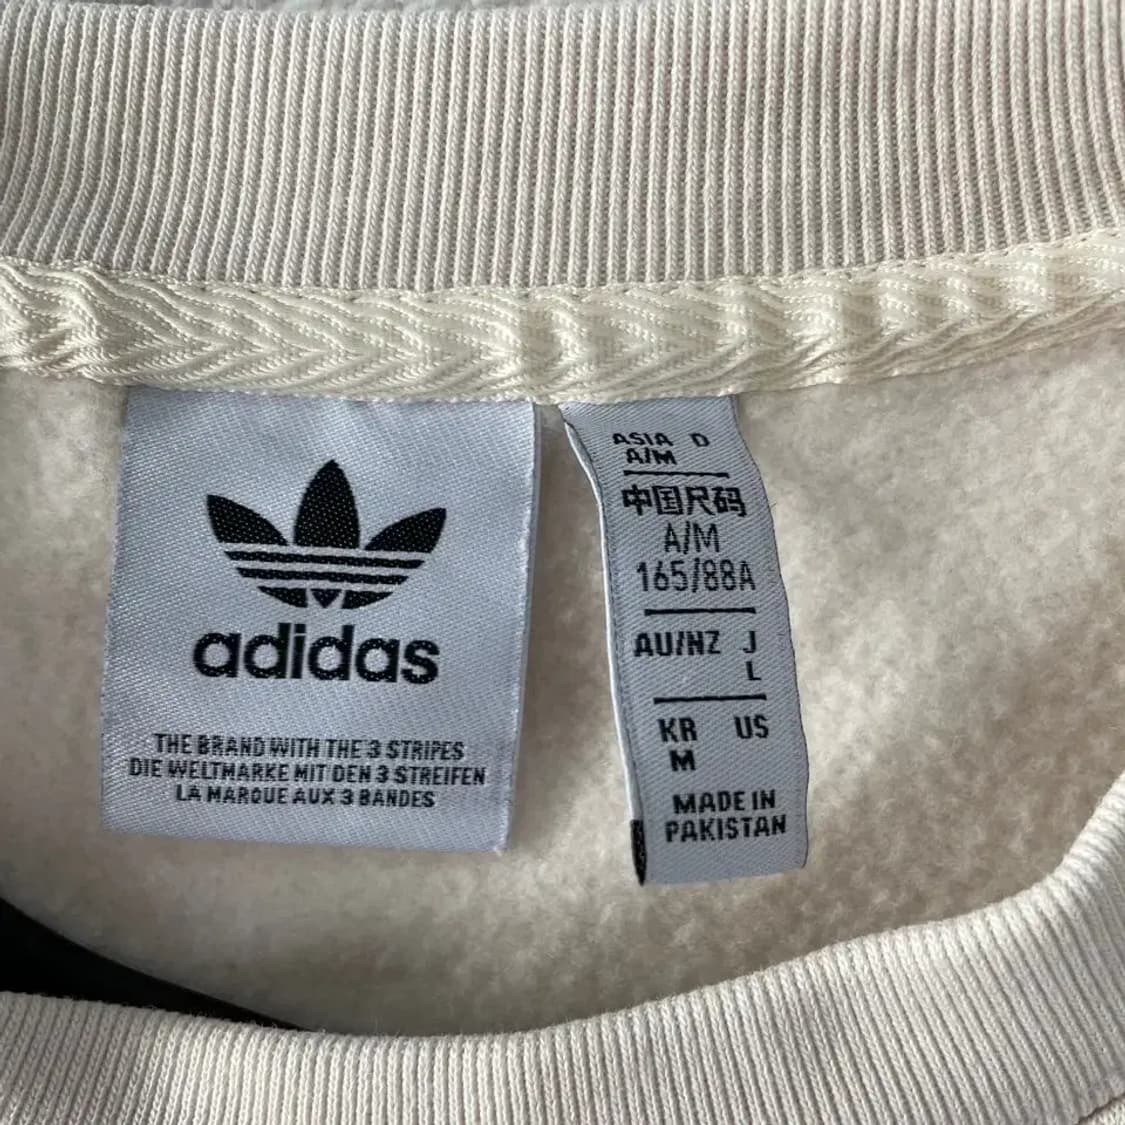 adidas
THE BRAND WITH THE 3 STRIPES
DIE WELTMARKE MIT DEN 3 STREIFEN
LA MARQUE AUX 3 BANDES
ASIA D
A/M
中国尺码
A/M
165/88A
AU/NZ J
L
KR US
M
MADE IN
PAKISTAN